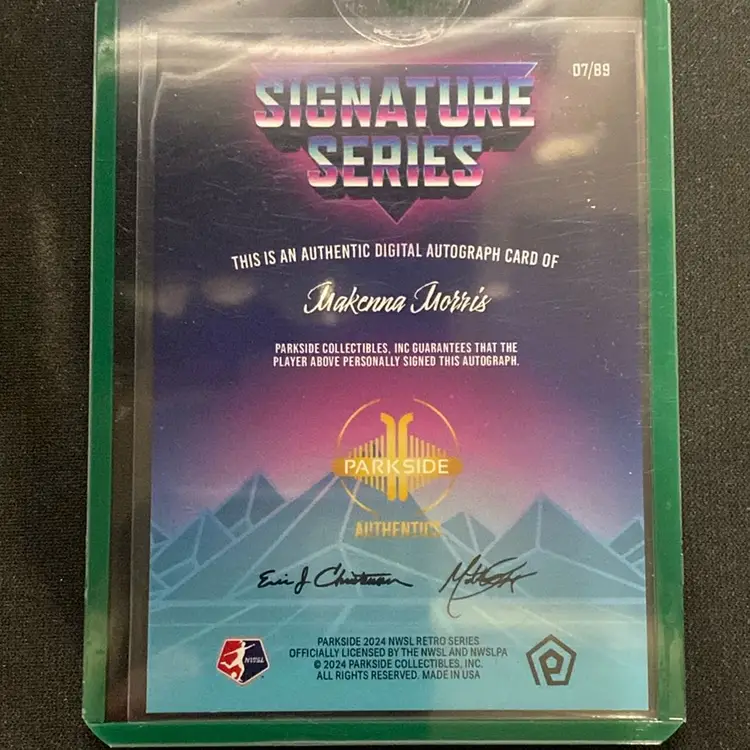 07/89
SIGNATURE
SERIES
THIS IS AN AUTHENTIC DIGITAL AUTOGRAPH CARD OF
Makenna Morris
PARKSIDE COLLECTIBLES, INC GUARANTEES THAT THE
PLAYER ABOVE PERSONALLY SIGNED THIS AUTOGRAPH.
PARKSIDE
AUTHENTICS
Eric J
NWSL
PARKSIDE 2024 NWSL RETRO SERIES
OFFICIALLY LICENSED BY THE NWSL AND NWSLPA
© 2024 PARKSIDE COLLECTIBLES, INC.
ALL RIGHTS RESERVED. MADE IN USA